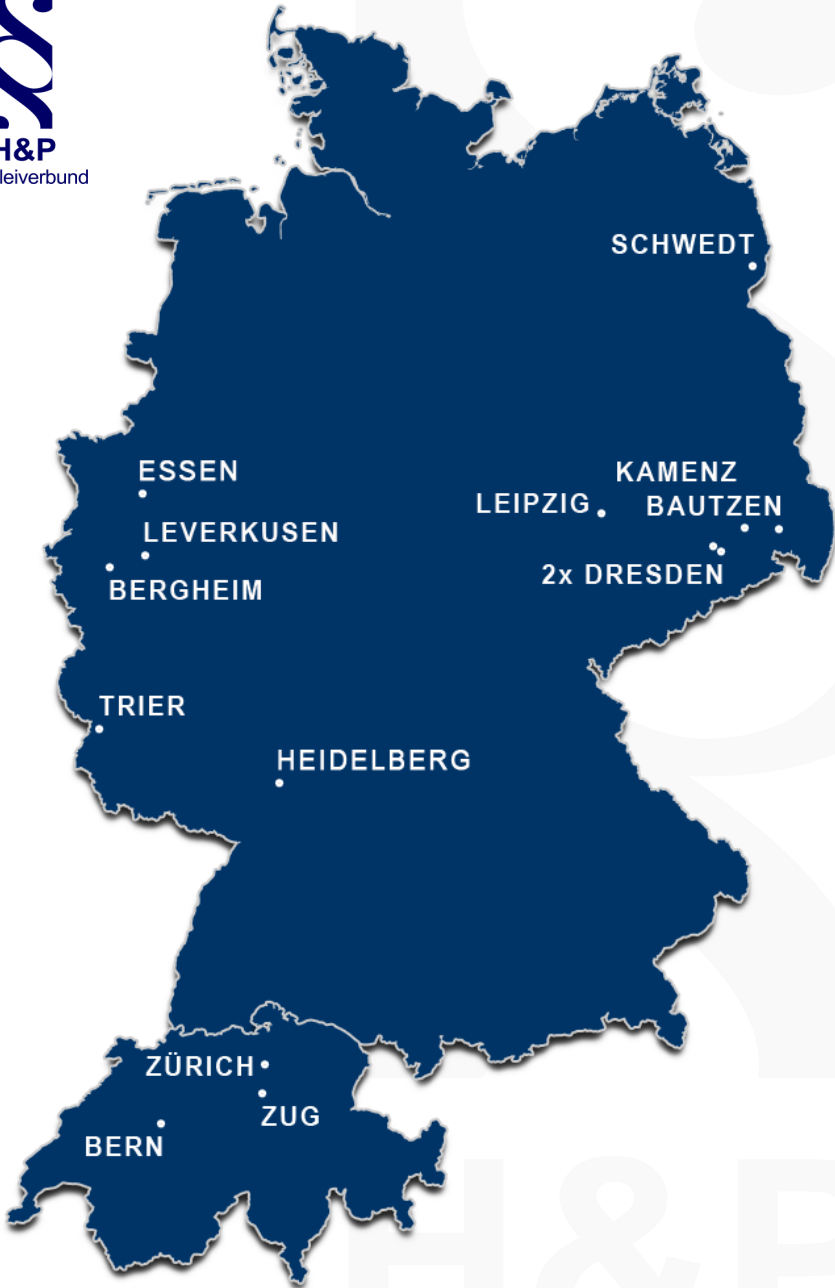 H&P
leiverbund
SCHWEDT
ESSEN
KAMENZ
LEIPZIG
BAUTZEN
LEVERKUSEN
2x DRESDEN
BERGHEIM
TRIER
HEIDELBERG
ZÜRICH
ZUG
BERN
H&P